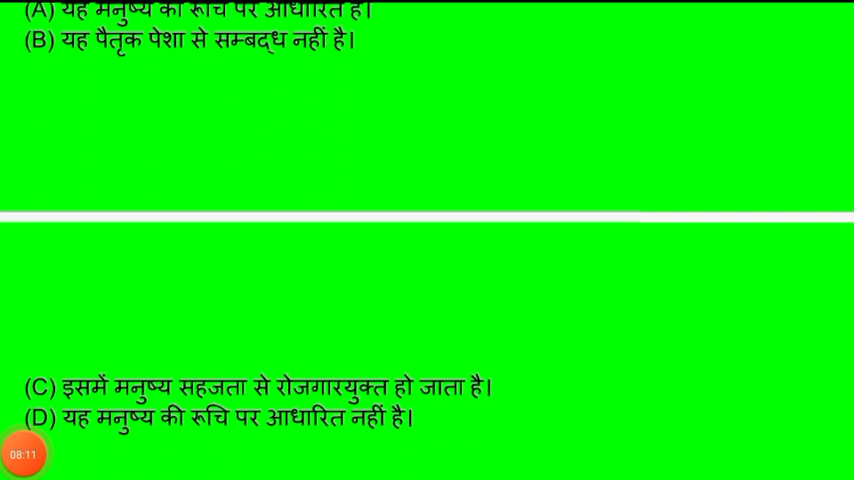 (A) यह मनुष्य की रूचि पर आधारित है।
(B) यह पैतृक पेशा से सम्बद्ध नहीं है।
(C) इसमें मनुष्य सहजता से रोजगारयुक्त हो जाता है।
(D) यह मनुष्य की रूचि पर आधारित नहीं है।
08:11